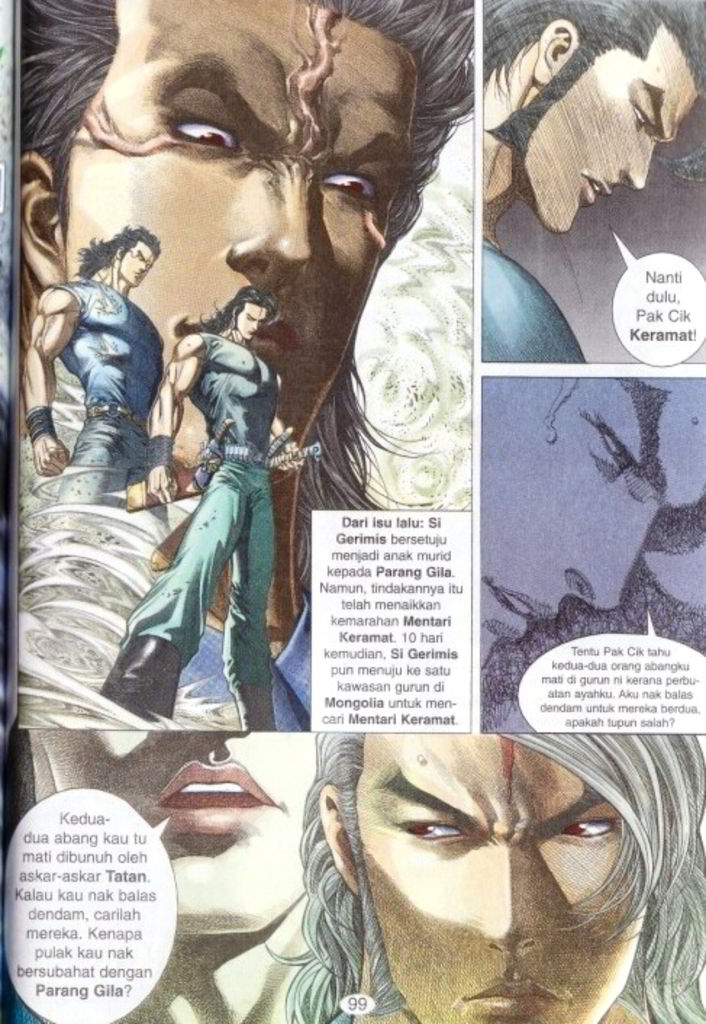 Nanti
dulu,
Pak Cik
Keramat!
Dari isu lalu: Si
Gerimis bersetuju
menjadi anak murid
kepada Parang Gila.
Namun, tindakannya itu
telah menaikkan
kemarahan Mentari
Keramat. 10 hari
kemudian, Si Gerimis
pun menuju ke satu
kawasan gurun di
Mongolia untuk men-
cari Mentari Keramat.
Tentu Pak Cik tahu
kedua-dua orang abangku
mati di gurun ni kerana perbu-
atan ayahku. Aku nak balas
dendam untuk mereka berdua,
apakah tupun salah?
Kedua-
dua abang kau tu
mati dibunuh oleh
askar-askar Tatan.
Kalau kau nak balas
dendam, carilah
mereka. Kenapa
pulak kau nak
bersubahat dengan
Parang Gila?
99